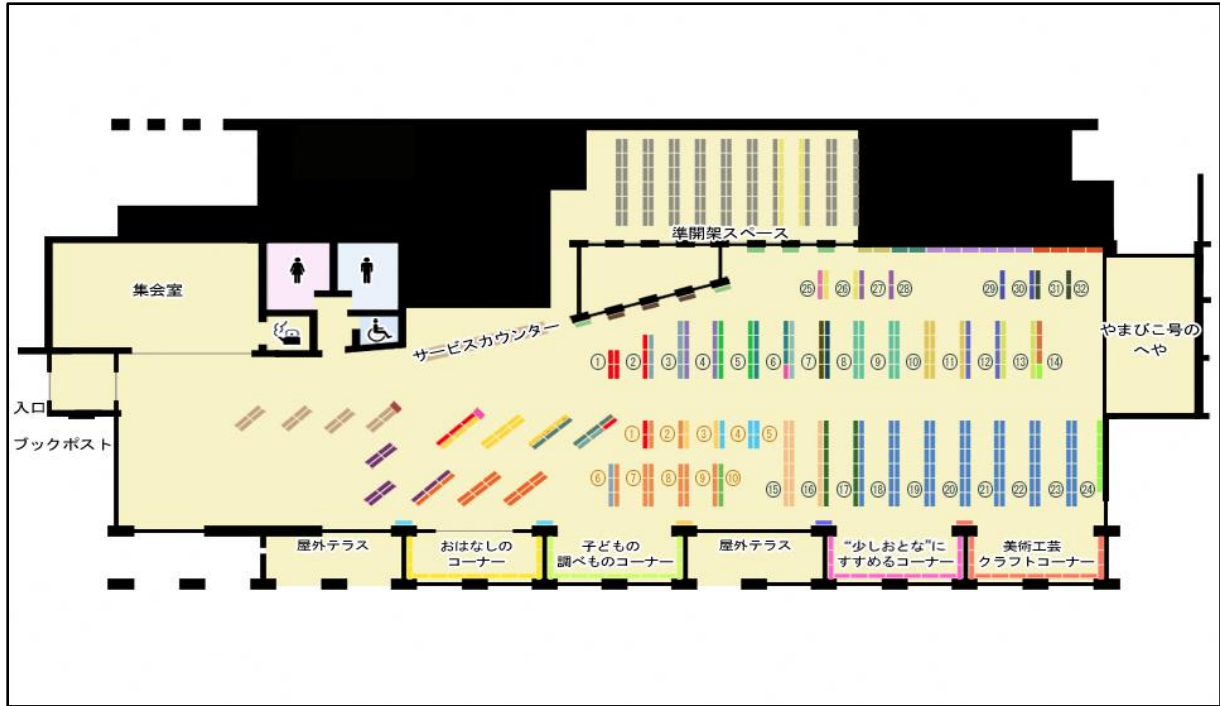 準開架スペース
集会室
サービスカウンター
やまびこ号の
へや
入口
ブックポスト
㉕ ㉖ ㉗ ㉘ ㉙ ㉚ ㉛ ㉜
① ② ③ ④ ⑤ ⑥ ⑦ ⑧ ⑨ ⑩ ⑪ ⑫ ⑬ ⑭
① ② ③ ④ ⑤
⑥ ⑦ ⑧ ⑨ ⑩
⑮ ⑯ ⑰ ⑱ ⑲ ⑳ ㉑ ㉒ ㉓ ㉔
屋外テラス
おはなしの
コーナー
子どもの
調べものコーナー
屋外テラス
“少しおとな”に
すすめるコーナー
美術工芸
クラフトコーナー